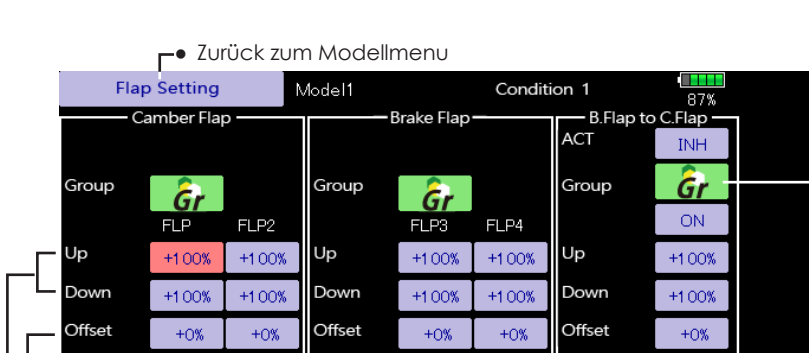 Zurück zum Modellmenu
Flap Setting Model1 Condition 1 87%
Camber Flap Brake Flap B.Flap to C.Flap
ACT INH
Group Gr Group Gr Group Gr
FLP FLP2 FLP3 FLP4 ON
Up +100% +100% Up +100% +100% Up +100%
Down +100% +100% Down +100% +100% Down +100%
Offset +0% +0% Offset +0% +0% Offset +0%